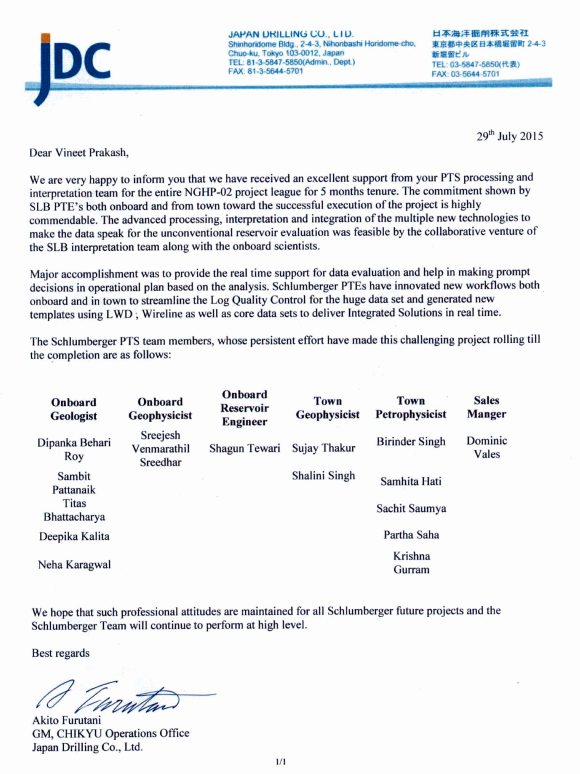 JDC
JAPAN DRILLING CO., LTD.
Shinhoridome Bldg., 2-4-3, Nihonbashi Horidome-cho,
Chuo-ku, Tokyo 103-0012, Japan
TEL: 81-3-5847-5850(Admin., Dept.)
FAX: 81-3-5644-5701
日本海洋掘削株式会社
東京都中央区日本橋堀留町 2-4-3
新堀留ビル
TEL: 03-5847-5850(代表)
FAX: 03-5644-5701
29th July 2015
Dear Vineet Prakash,
We are very happy to inform you that we have received an excellent support from your PTS processing and
interpretation team for the entire NGHP-02 project league for 5 months tenure. The commitment shown by
SLB PTE's both onboard and from town toward the successful execution of the project is highly
commendable. The advanced processing, interpretation and integration of the multiple new technologies to
make the data speak for the unconventional reservoir evaluation was feasible by the collaborative venture of
the SLB interpretation team along with the onboard scientists.
Major accomplishment was to provide the real time support for data evaluation and help in making prompt
decisions in operational plan based on the analysis. Schlumberger PTEs have innovated new workflows both
onboard and in town to streamline the Log Quality Control for the huge data set and generated new
templates using LWD ; Wireline as well as core data sets to deliver Integrated Solutions in real time.
The Schlumberger PTS team members, whose persistent effort have made this challenging project rolling till
the completion are as follows:
Onboard Geologist
Onboard Geophysicist
Onboard Reservoir Engineer
Town Geophysicist
Town Petrophysicist
Sales Manger
Dipanka Behari Roy
Sreejesh Venmarathil Sreedhar
Shagun Tewari
Sujay Thakur
Birinder Singh
Dominic Vales
Sambit Pattanaik
Shalini Singh
Samhita Hati
Titas Bhattacharya
Sachit Saumya
Deepika Kalita
Partha Saha
Neha Karagwal
Krishna Gurram
We hope that such professional attitudes are maintained for all Schlumberger future projects and the
Schlumberger Team will continue to perform at high level.
Best regards
A Furutani
Akito Furutani
GM, CHIKYU Operations Office
Japan Drilling Co., Ltd.
1/1